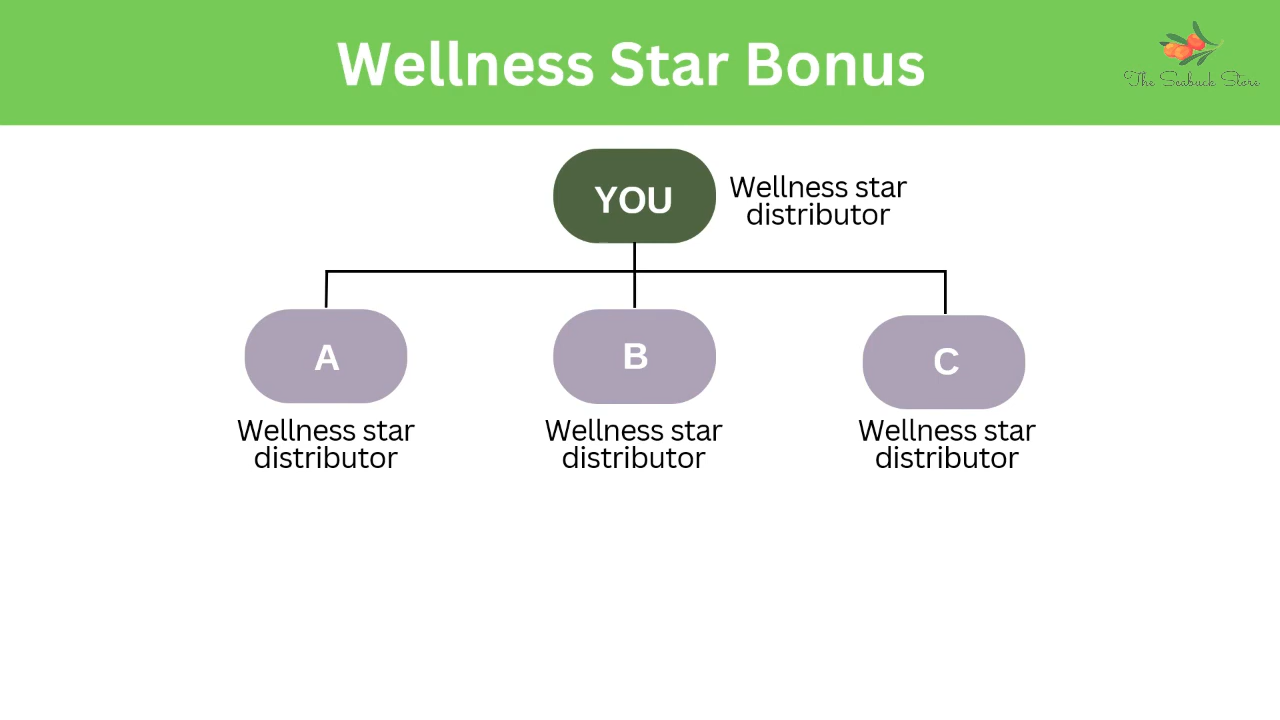 Wellness Star Bonus
The Seabuck Store
YOU
Wellness star
distributor
A
B
C
Wellness star
distributor
Wellness star
distributor
Wellness star
distributor